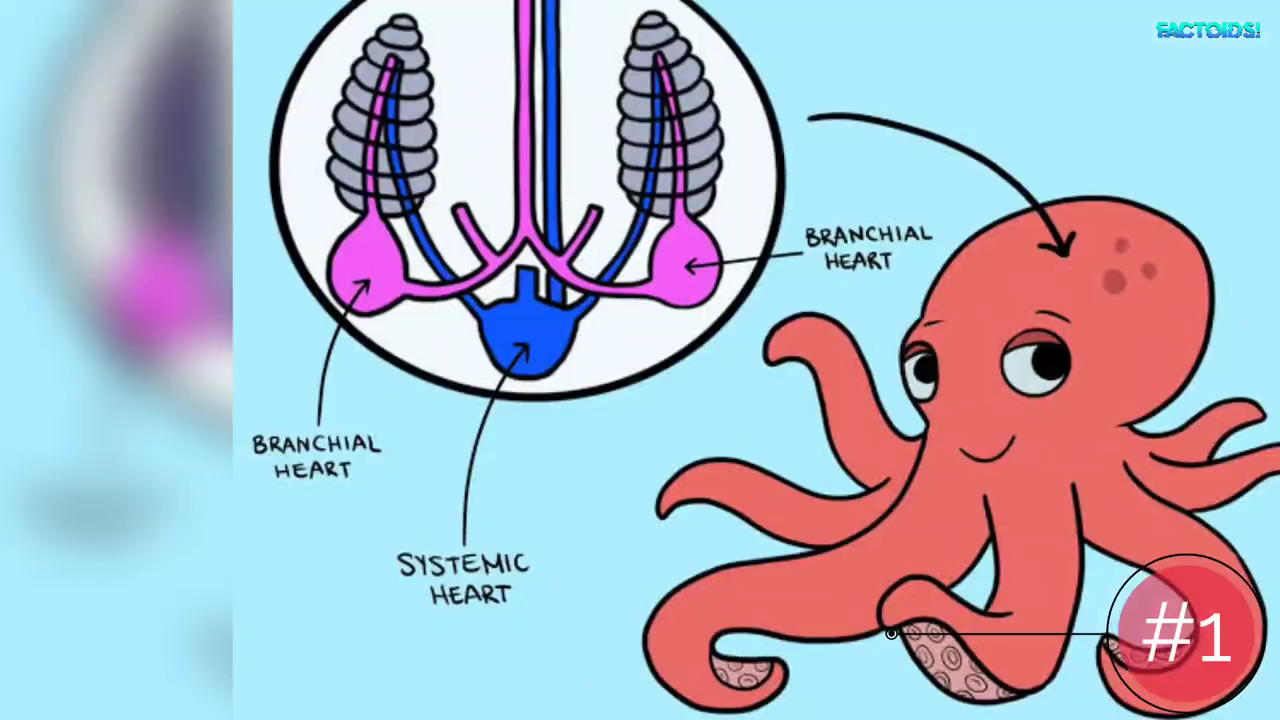 FACTOIDS!
BRANCHIAL
HEART
BRANCHIAL
HEART
SYSTEMIC
HEART
#1